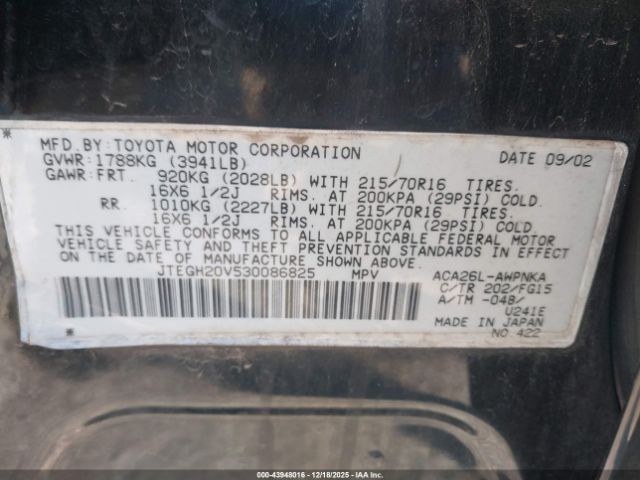 MFD.BY:TOYOTA MOTOR CORPORATION DATE 09/02
GVWR:1788KG (3941LB)
GAWR:FRT. 920KG (2028LB) WITH 215/70R16 TIRES.
16X6 1/2J RIMS. AT 200KPA (29PSI) COLD.
RR. 1010KG (2227LB) WITH 215/70R16 TIRES.
16X6 1/2J RIMS. AT 200KPA (29PSI) COLD.
THIS VEHICLE CONFORMS TO ALL APPLICABLE FEDERAL MOTOR
VEHICLE SAFETY AND THEFT PREVENTION STANDARDS IN EFFECT
ON THE DATE OF MANUFACTURE SHOWN ABOVE.
JTEGH20V530086825 MPV ACA26L-AWPNKA
C/TR 202/FG15
A/TM -048/
U241E
MADE IN JAPAN
NO.422
000-43948016 - 12/18/2025 - IAAI, Inc.